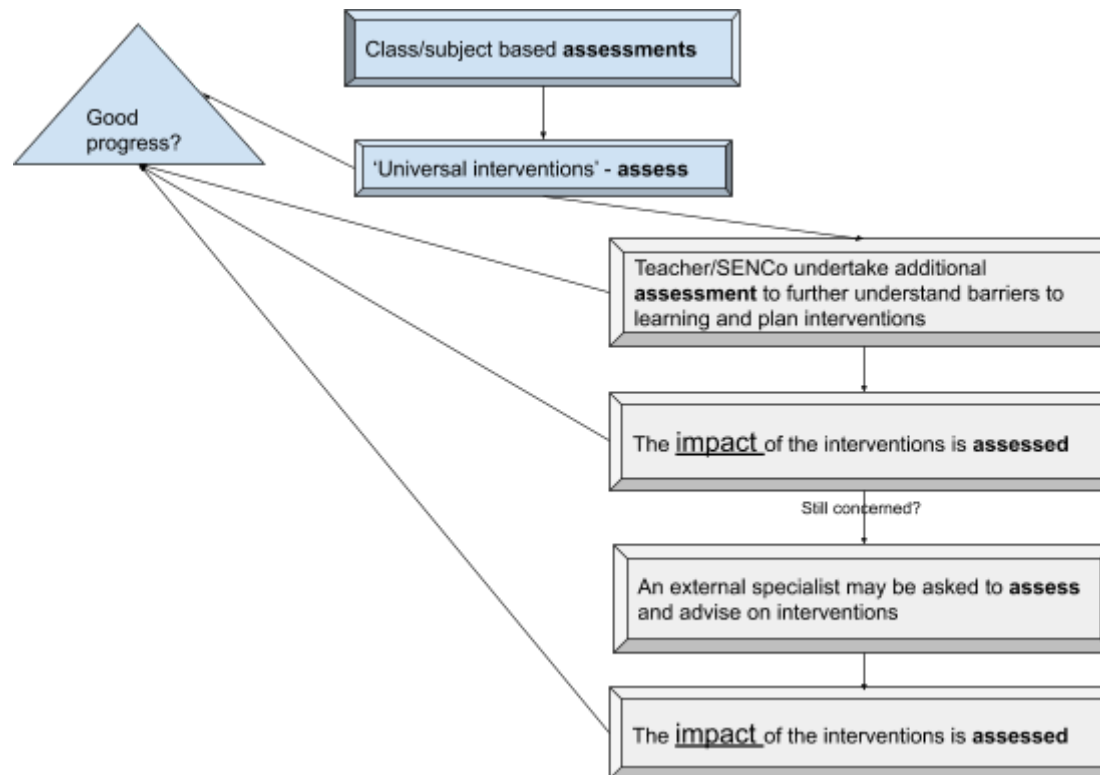 Class/subject based assessments
Good
progress?
‘Universal interventions’ - assess
Teacher/SENCo undertake additional
assessment to further understand barriers to
learning and plan interventions
The impact of the interventions is assessed
Still concerned?
An external specialist may be asked to assess
and advise on interventions
The impact of the interventions is assessed